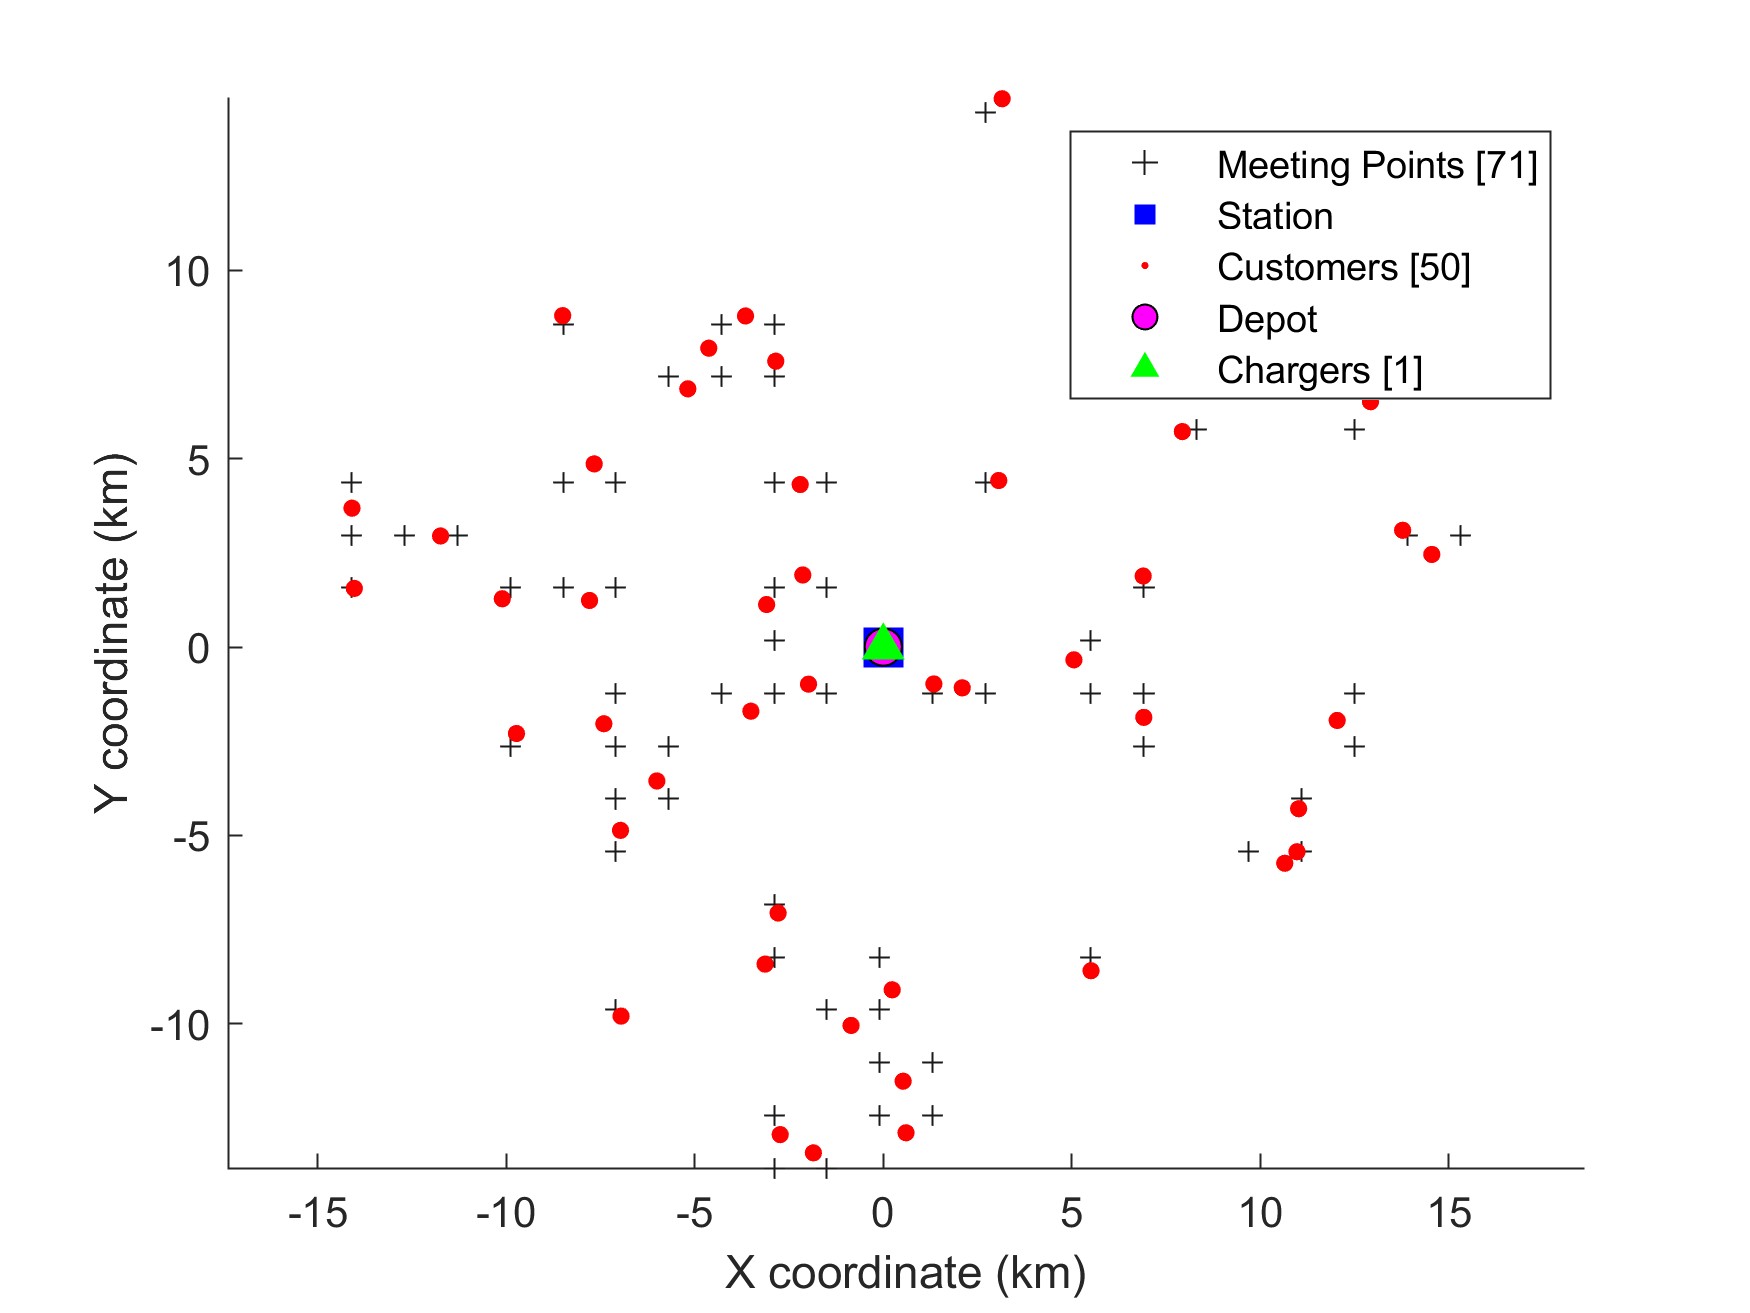 Meeting Points [71]
Station
Customers [50]
Depot
Chargers [1]
10
5
0
-5
-10
Y coordinate (km)
-15
-10
-5
0
5
10
15
X coordinate (km)